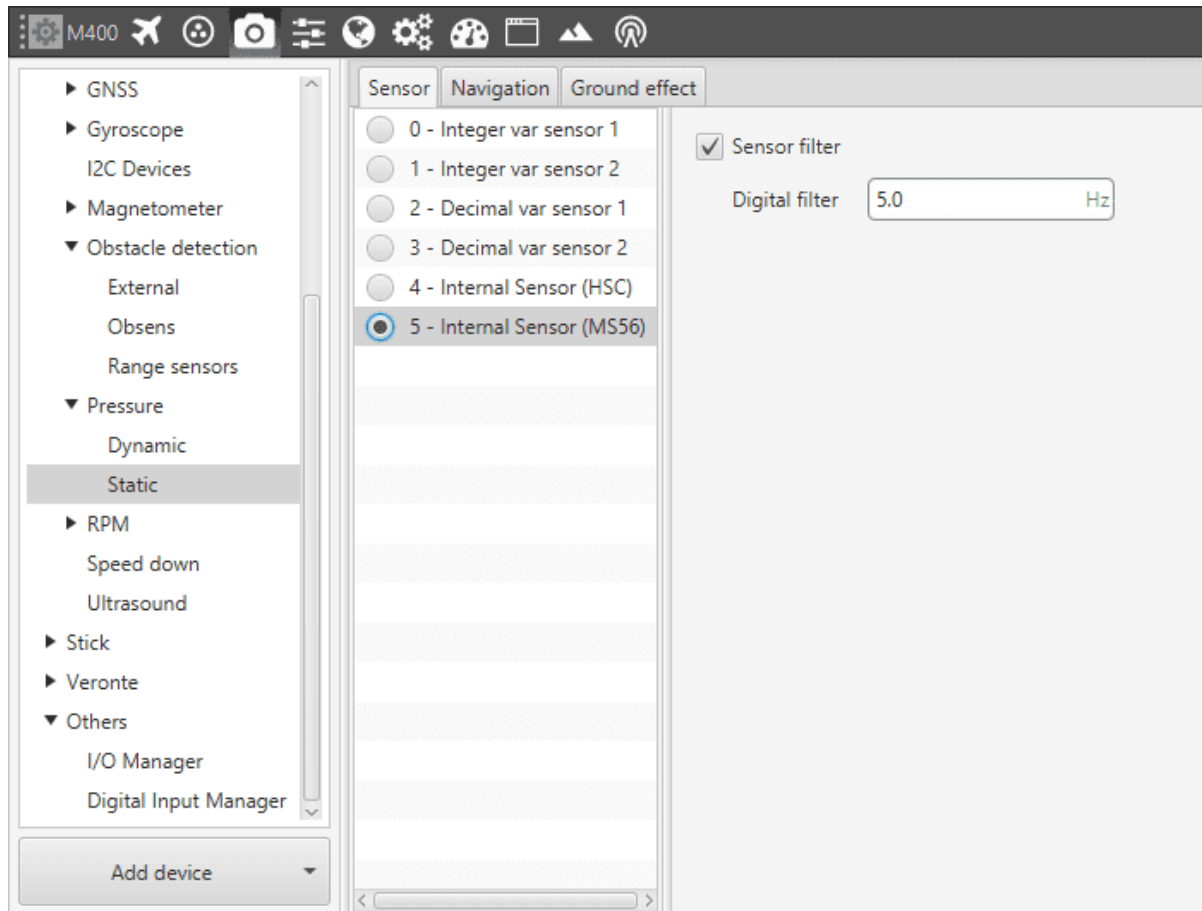 M400
GNSS
Gyroscope
I2C Devices
Magnetometer
Obstacle detection
External
Obsens
Range sensors
Pressure
Dynamic
Static
RPM
Speed down
Ultrasound
Stick
Veronte
Others
I/O Manager
Digital Input Manager
Add device
Sensor Navigation Ground effect
0 - Integer var sensor 1
1 - Integer var sensor 2
2 - Decimal var sensor 1
3 - Decimal var sensor 2
4 - Internal Sensor (HSC)
5 - Internal Sensor (MS56)
Sensor filter
Digital filter 5.0 Hz